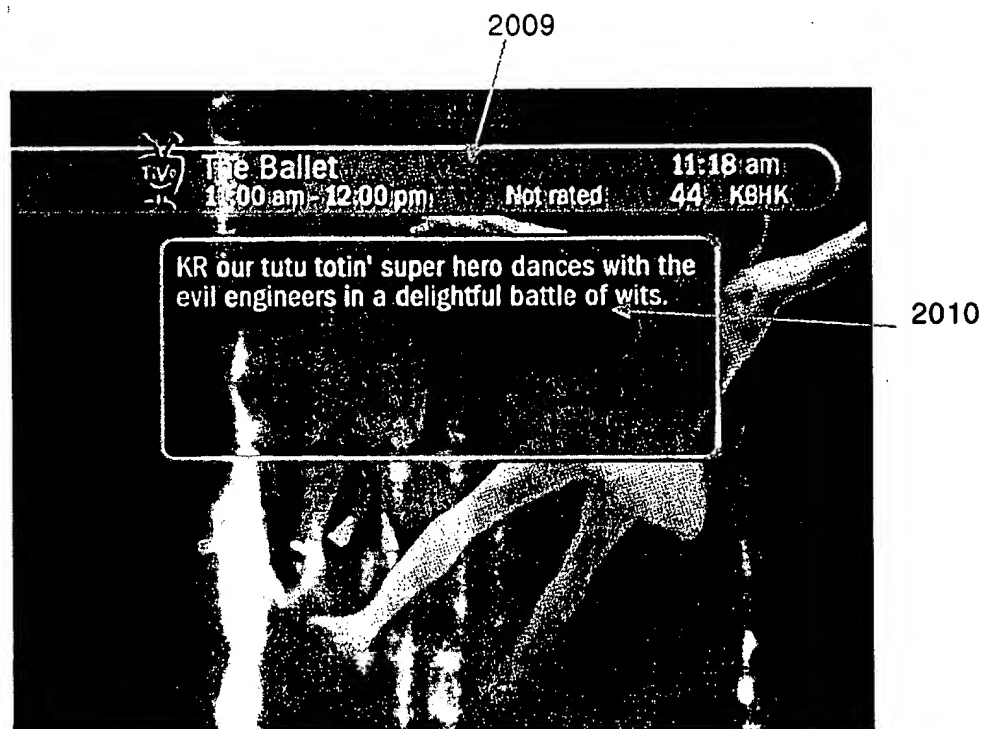 2009
TiVo The Ballet 11:18 am
11:00 am - 12:00 pm Not rated 44 KBHK
KR our tutu totin' super hero dances with the
evil engineers in a delightful battle of wits.
2010